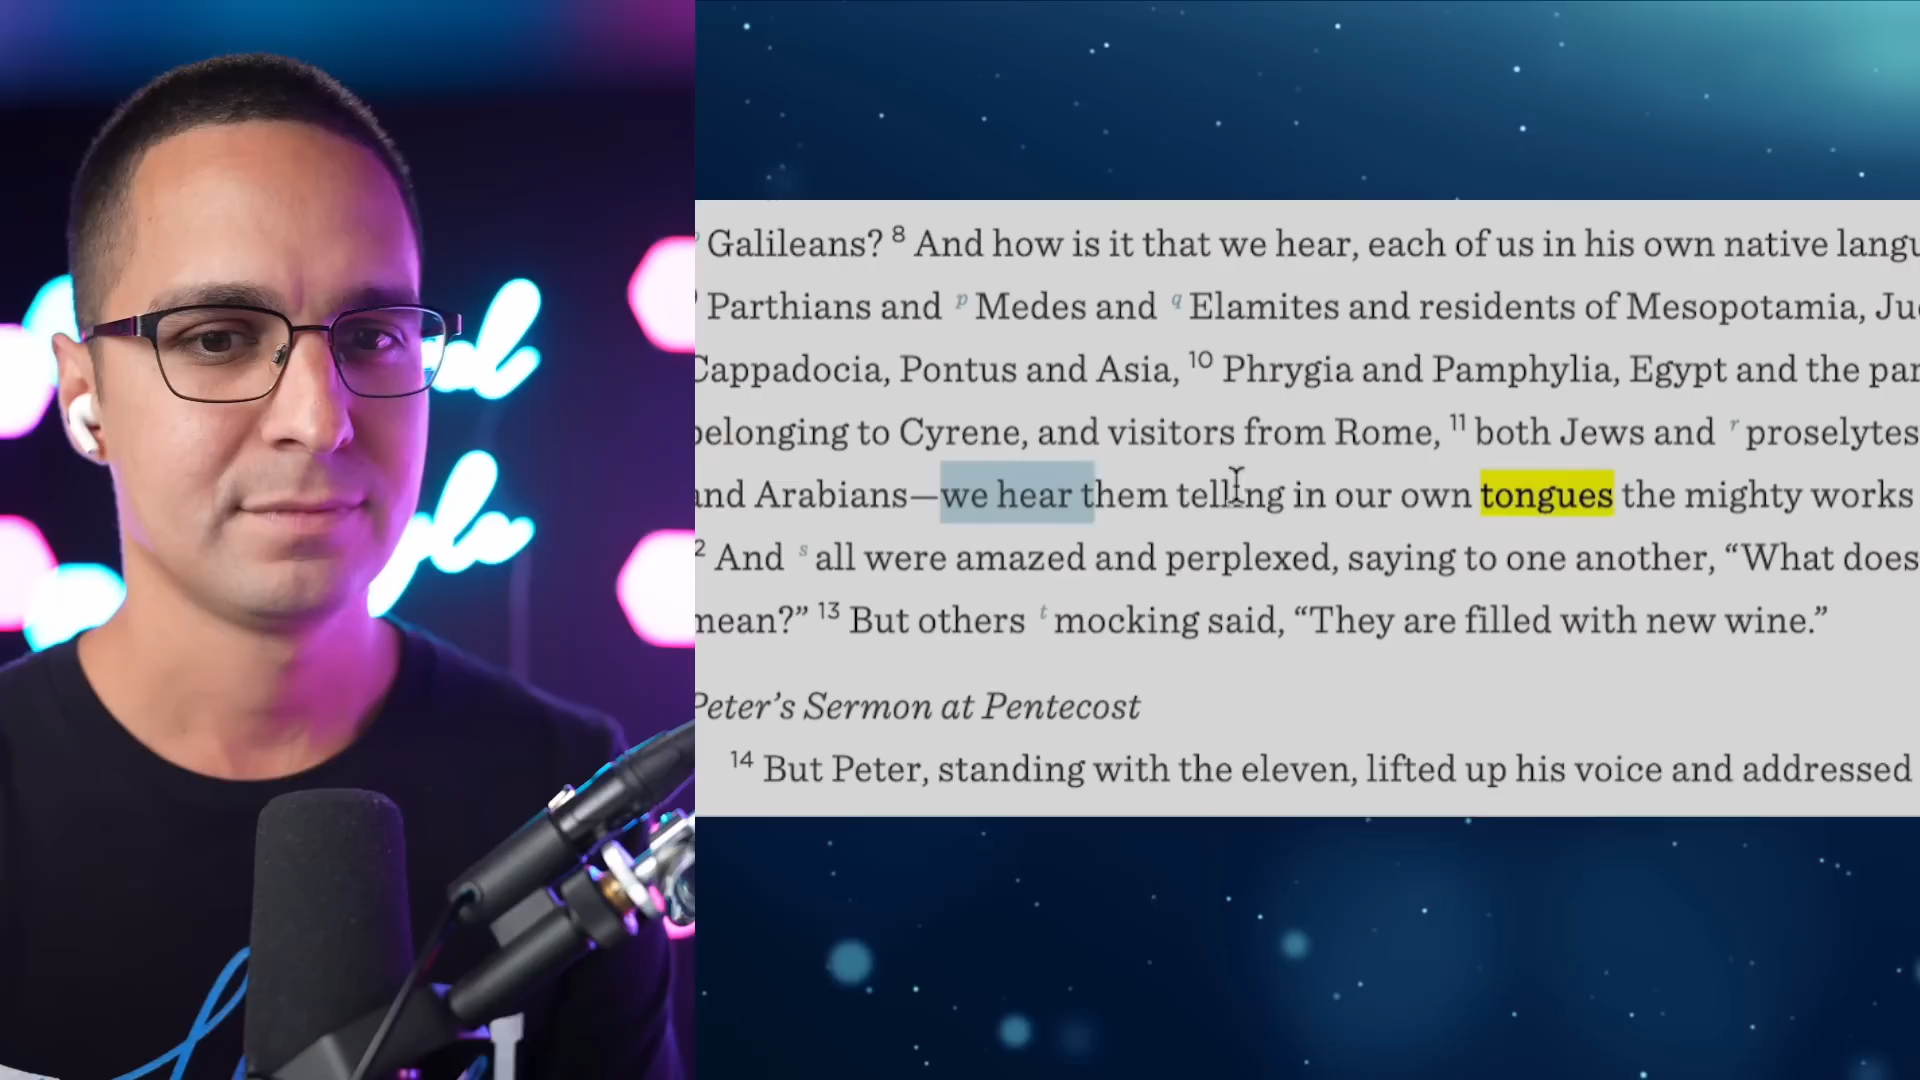 Galileans? 8 And how is it that we hear, each of us in his own native
Parthians and p Medes and q Elamites and residents of Mesopotamia,
Cappadocia, Pontus and Asia, 10 Phrygia and Pamphylia, Egypt and the
belonging to Cyrene, and visitors from Rome, 11 both Jews and r proselytes
and Arabians—we hear them telling in our own tongues the mighty works
2 And s all were amazed and perplexed, saying to one another, “What does
mean?” 13 But others t mocking said, “They are filled with new wine.”
Peter’s Sermon at Pentecost
14 But Peter, standing with the eleven, lifted up his voice and addressed